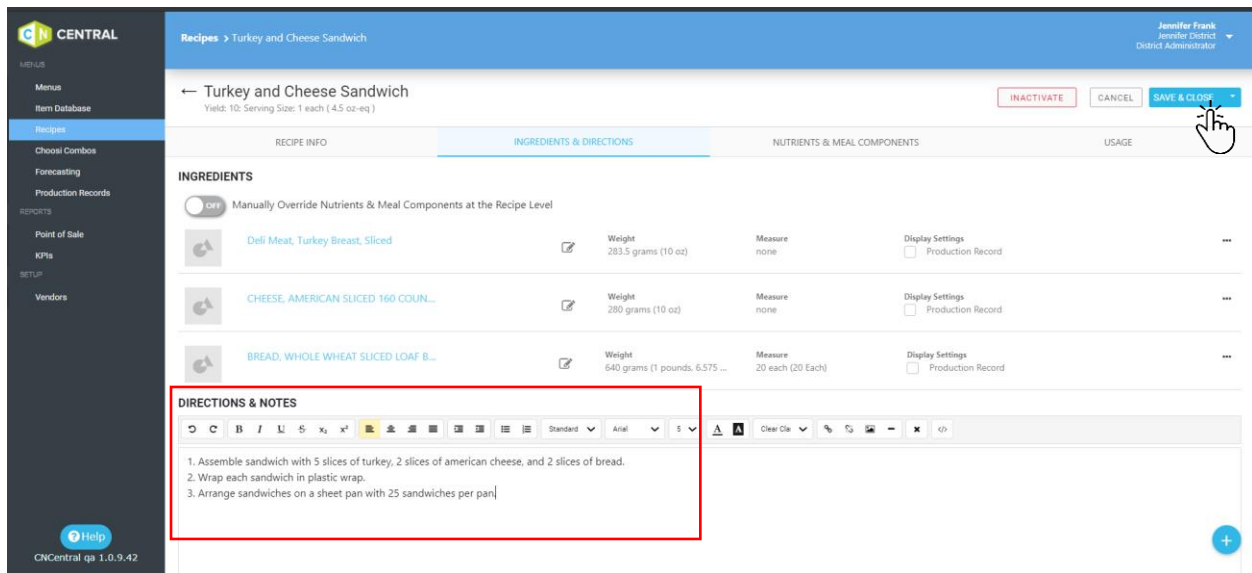 CN CENTRAL
Recipes > Turkey and Cheese Sandwich
Jennifer Frank
Jennifer District
District Administrator
MENUS
Menus
Item Database
Recipes
Choosi Combos
Forecasting
Production Records
REPORTS
Point of Sale
KPIs
SETUP
Vendors
? Help
CNCentral qa 1.0.9.42
← Turkey and Cheese Sandwich
Yield: 10; Serving Size: 1 each ( 4.5 oz-eq )
INACTIVATE CANCEL SAVE & CLOSE
RECIPE INFO INGREDIENTS & DIRECTIONS NUTRIENTS & MEAL COMPONENTS USAGE
INGREDIENTS
OFF Manually Override Nutrients & Meal Components at the Recipe Level
Deli Meat, Turkey Breast, Sliced
Weight
283.5 grams (10 oz)
Measure
none
Display Settings
Production Record
...
CHEESE, AMERICAN SLICED 160 COUN...
Weight
280 grams (10 oz)
Measure
none
Display Settings
Production Record
...
BREAD, WHOLE WHEAT SLICED LOAF B...
Weight
640 grams (1 pounds, 6.575 ...
Measure
20 each (20 Each)
Display Settings
Production Record
...
DIRECTIONS & NOTES
B I U S x₂ x² Standard Arial 5 A A Clear Cla </>
1. Assemble sandwich with 5 slices of turkey, 2 slices of american cheese, and 2 slices of bread.
2. Wrap each sandwich in plastic wrap.
3. Arrange sandwiches on a sheet pan with 25 sandwiches per pan.
+